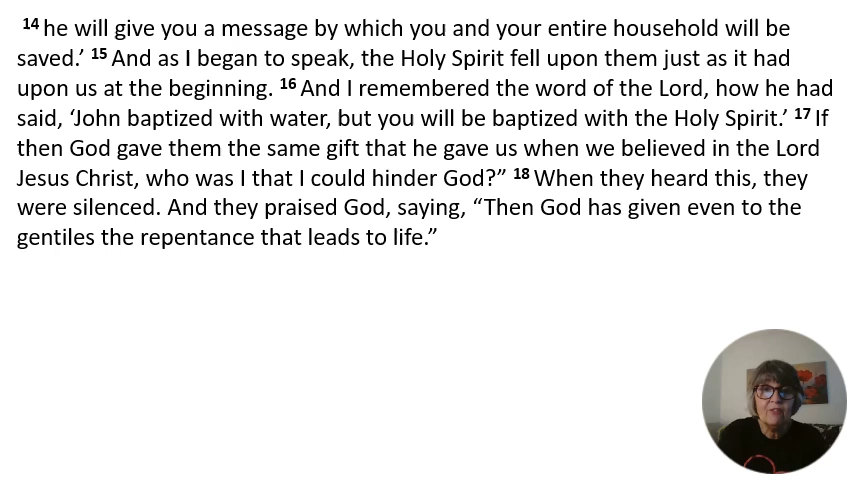 14 he will give you a message by which you and your entire household will be
saved.’ 15 And as I began to speak, the Holy Spirit fell upon them just as it had
upon us at the beginning. 16 And I remembered the word of the Lord, how he had
said, ‘John baptized with water, but you will be baptized with the Holy Spirit.’ 17 If
then God gave them the same gift that he gave us when we believed in the Lord
Jesus Christ, who was I that I could hinder God?” 18 When they heard this, they
were silenced. And they praised God, saying, “Then God has given even to the
gentiles the repentance that leads to life.”